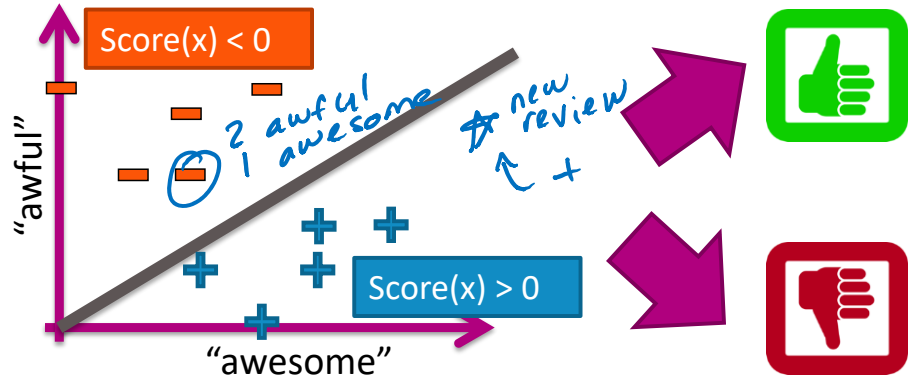 Score(x) < 0
2 awful
1 awesome
new
review
+
"awful"
Score(x) > 0
"awesome"